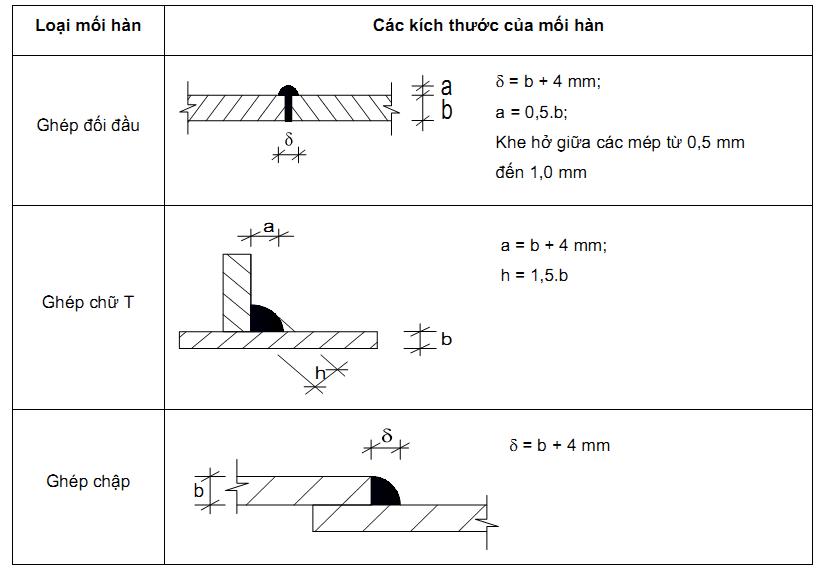 Loại mối hàn
Các kích thước của mối hàn
Ghép đối đầu
a
b
δ
δ = b + 4 mm;
a = 0,5.b;
Khe hở giữa các mép từ 0,5 mm
đến 1,0 mm
Ghép chữ T
a
b
h
a = b + 4 mm;
h = 1,5.b
Ghép chập
δ
b
δ = b + 4 mm